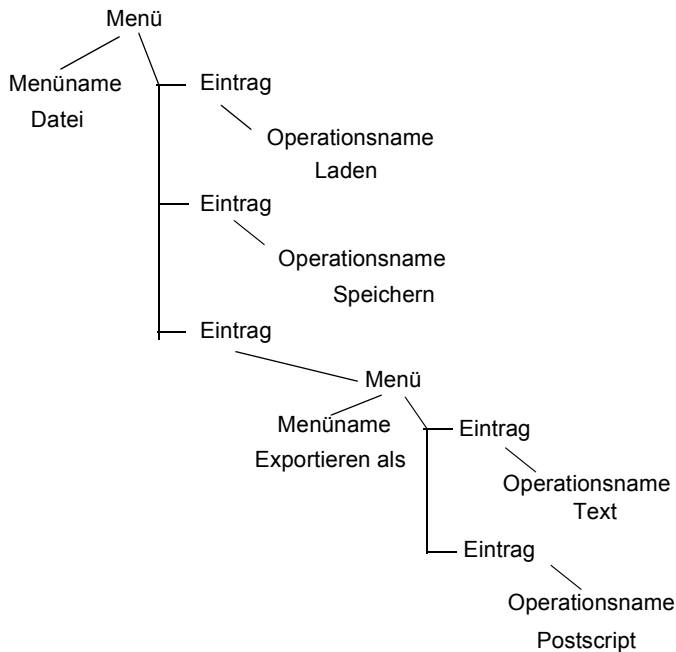 Menü
Menüname
Eintrag
Datei
Operationsname
Laden
Eintrag
Operationsname
Speichern
Eintrag
Menü
Menüname
Eintrag
Exportieren als
Operationsname
Text
Eintrag
Operationsname
Postscript